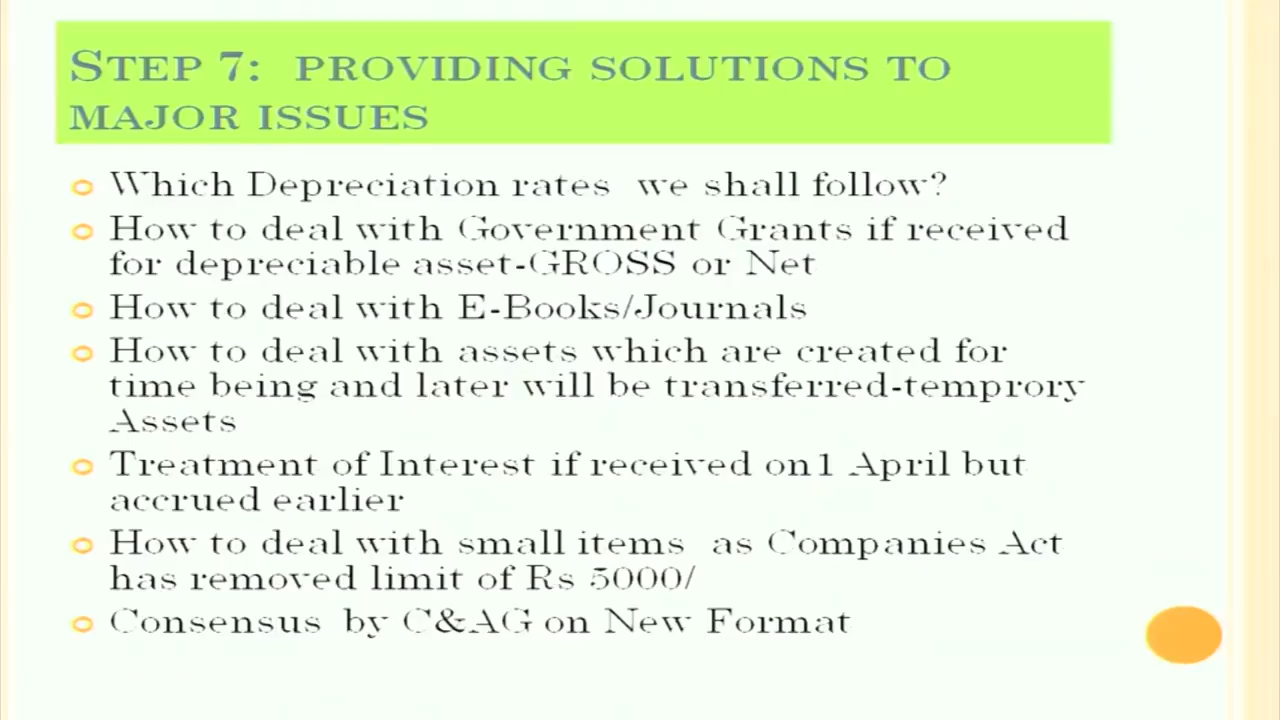 STEP 7: PROVIDING SOLUTIONS TO
MAJOR ISSUES
Which Depreciation rates we shall follow?
How to deal with Government Grants if received
for depreciable asset-GROSS or Net
How to deal with E-Books/Journals
How to deal with assets which are created for
time being and later will be transferred-temprory
Assets
Treatment of Interest if received on1 April but
accrued earlier
How to deal with small items as Companies Act
has removed limit of Rs 5000/
Consensus by C&AG on New Format